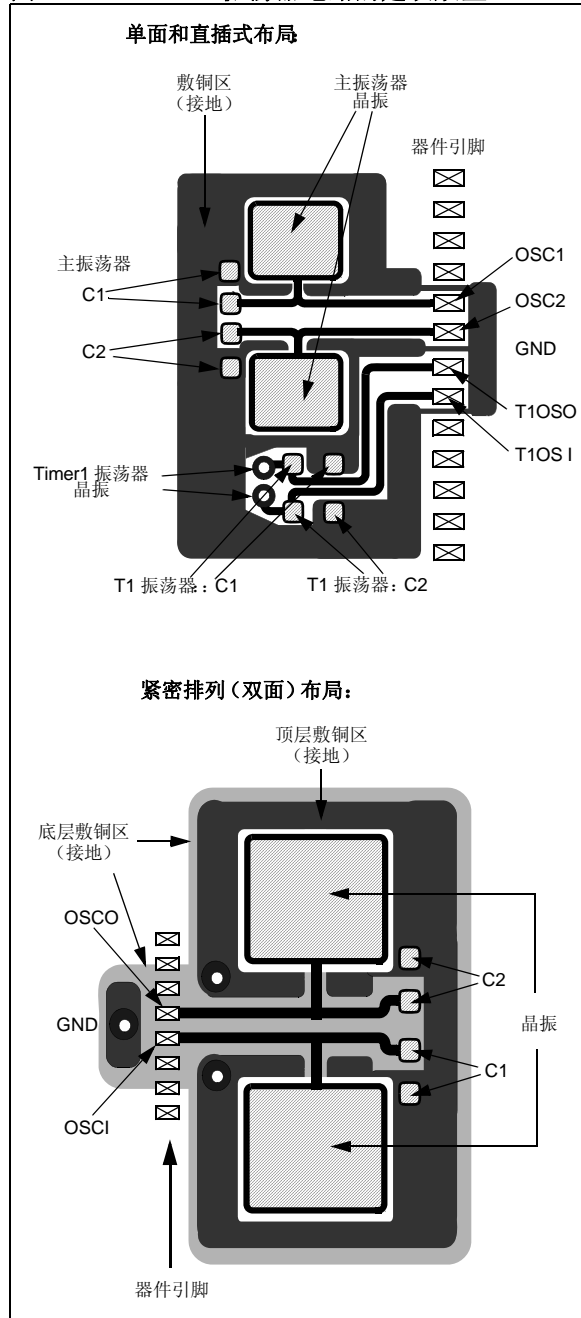 单面和直插式布局:
敷铜区
（接地）
主振荡器
晶振
器件引脚
主振荡器
C1
C2
OSC1
OSC2
GND
T1OSO
T1OS I
Timer1 振荡器
晶振
T1 振荡器：C1
T1 振荡器：C2
紧密排列（双面）布局：
顶层敷铜区
（接地）
底层敷铜区
（接地）
OSCO
GND
OSCI
C2
晶振
C1
器件引脚